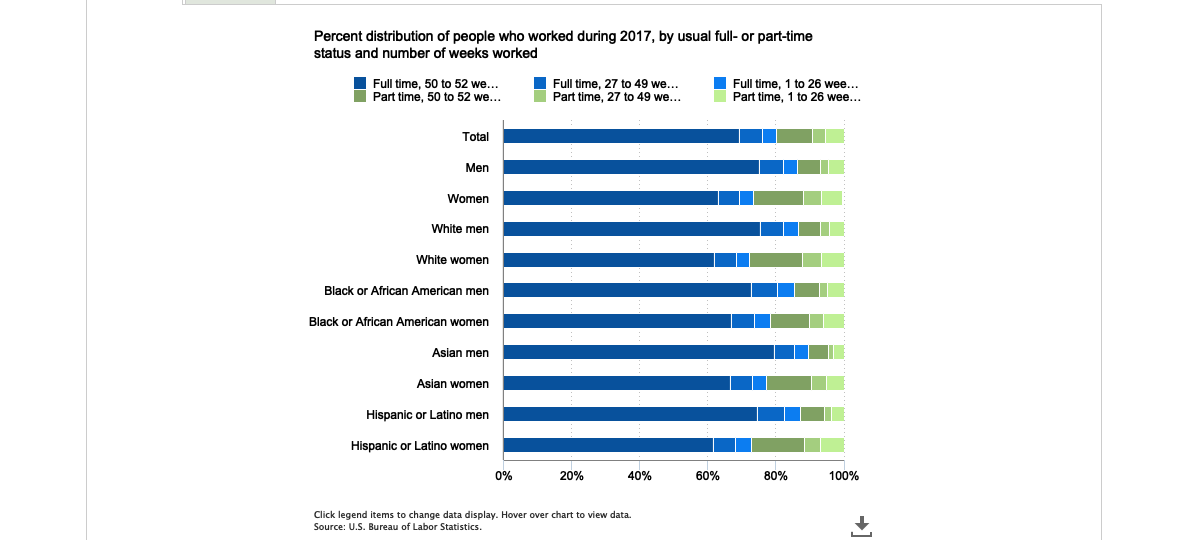 Percent distribution of people who worked during 2017, by usual full- or part-time
status and number of weeks worked
Full time, 50 to 52 we... Full time, 27 to 49 we... Full time, 1 to 26 wee...
Part time, 50 to 52 we... Part time, 27 to 49 we... Part time, 1 to 26 wee...
Total
Men
Women
White men
White women
Black or African American men
Black or African American women
Asian men
Asian women
Hispanic or Latino men
Hispanic or Latino women
0% 20% 40% 60% 80% 100%
Click legend items to change data display. Hover over chart to view data.
Source: U.S. Bureau of Labor Statistics.